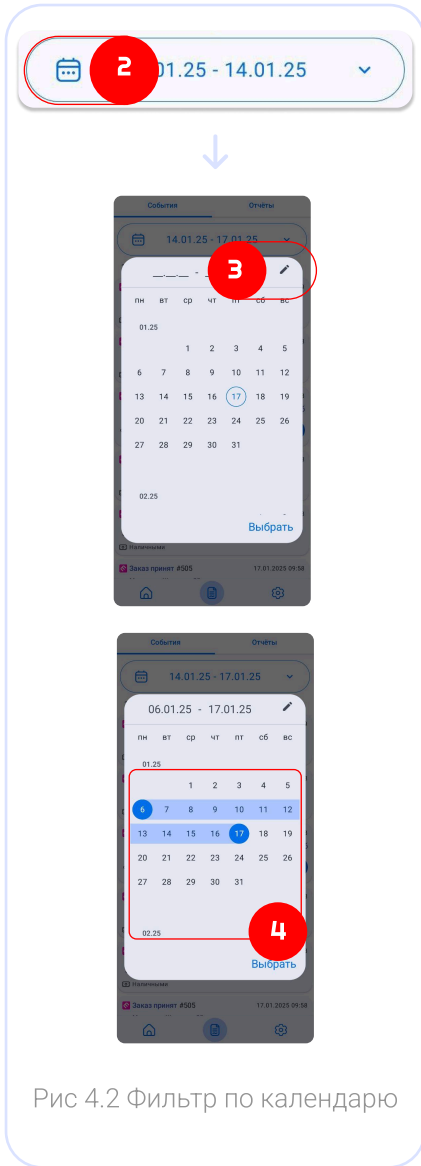 2 01.25 - 14.01.25
События Отчёты
14.01.25 - 17.01.25
__.__.__ - 3
пн вт ср чт пт сб вс
01.25
1 2 3 4 5
6 7 8 9 10 11 12
13 14 15 16 17 18 19
20 21 22 23 24 25 26
27 28 29 30 31
02.25
Выбрать
Наличными
Заказ принят #505 17.01.2025 09:58
События Отчёты
14.01.25 - 17.01.25
06.01.25 - 17.01.25
пн вт ср чт пт сб вс
01.25
1 2 3 4 5
6 7 8 9 10 11 12
13 14 15 16 17 18 19
20 21 22 23 24 25 26
27 28 29 30 31
02.25
4
Выбрать
Наличными
Заказ принят #505 17.01.2025 09:58
Рис 4.2 Фильтр по календарю